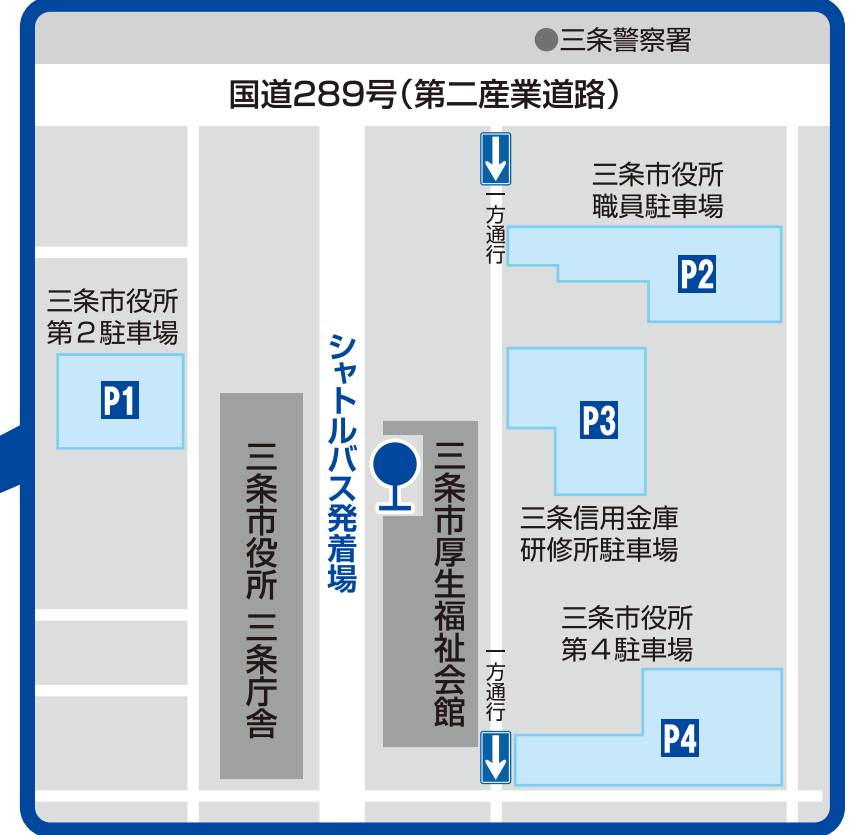 ●三条警察署
国道289号（第二産業道路）
一方通行
三条市役所
職員駐車場
P2
三条市役所
第２駐車場
P1
シャトルバス発着場
P3
三条信用金庫
研修所駐車場
三条市役所 三条庁舎
三条市厚生福祉会館
三条市役所
第４駐車場
一方通行
P4